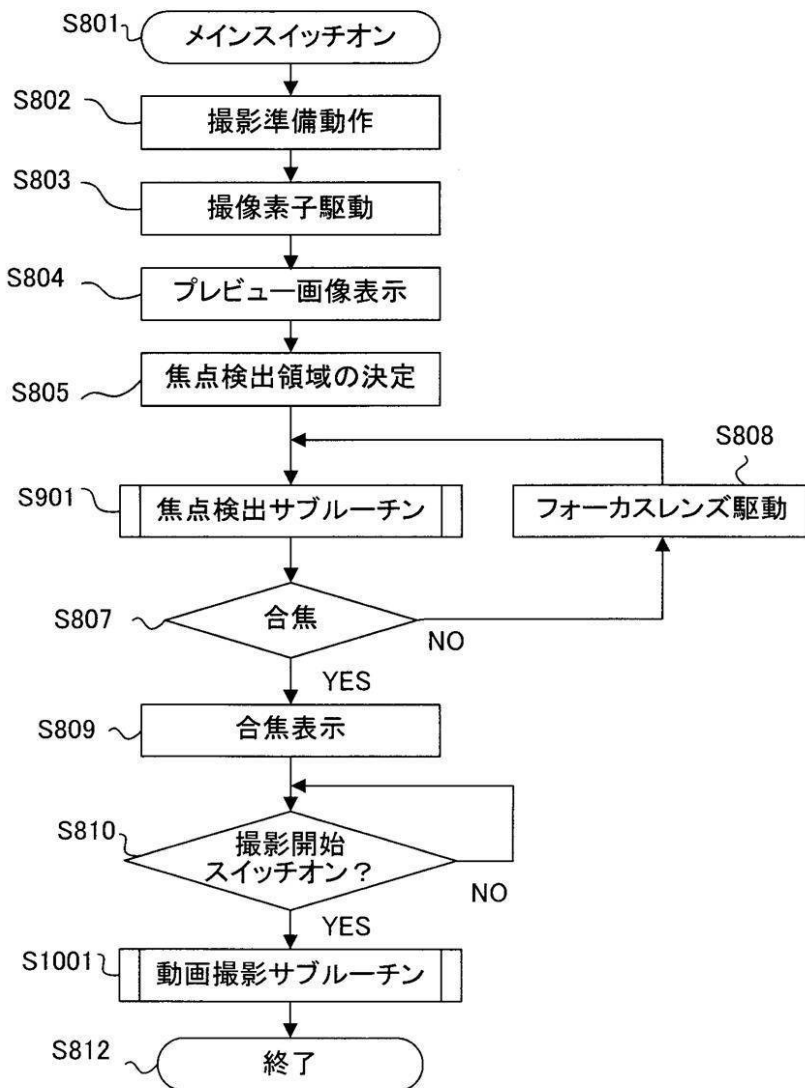 S801
メインスイッチオン
S802
撮影準備動作
S803
撮像素子駆動
S804
プレビュー画像表示
S805
焦点検出領域の決定
S808
フォーカスレンズ駆動
S901
焦点検出サブルーチン
S807
合焦
NO
YES
S809
合焦表示
S810
撮影開始
スイッチオン？
NO
YES
S1001
動画撮影サブルーチン
S812
終了